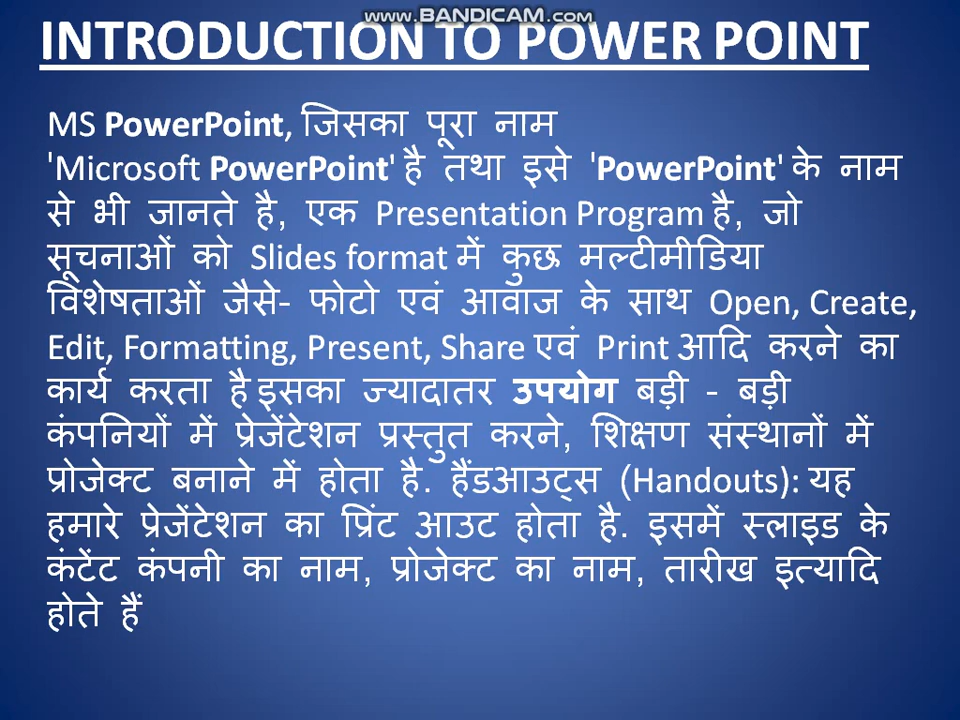 www.BANDICAM.com
INTRODUCTION TO POWER POINT
MS PowerPoint, जिसका पूरा नाम
'Microsoft PowerPoint' है तथा इसे 'PowerPoint' के नाम
से भी जानते है, एक Presentation Program है, जो
सूचनाओं को Slides format में कुछ मल्टीमीडिया
विशेषताओं जैसे- फोटो एवं आवाज के साथ Open, Create,
Edit, Formatting, Present, Share एवं Print आदि करने का
कार्य करता है इसका ज्यादातर उपयोग बड़ी - बड़ी
कंपनियों में प्रेजेंटेशन प्रस्तुत करने, शिक्षण संस्थानों में
प्रोजेक्ट बनाने में होता है. हैंडआउट्स (Handouts): यह
हमारे प्रेजेंटेशन का प्रिंट आउट होता है. इसमें स्लाइड के
कंटेंट कंपनी का नाम, प्रोजेक्ट का नाम, तारीख इत्यादि
होते हैं